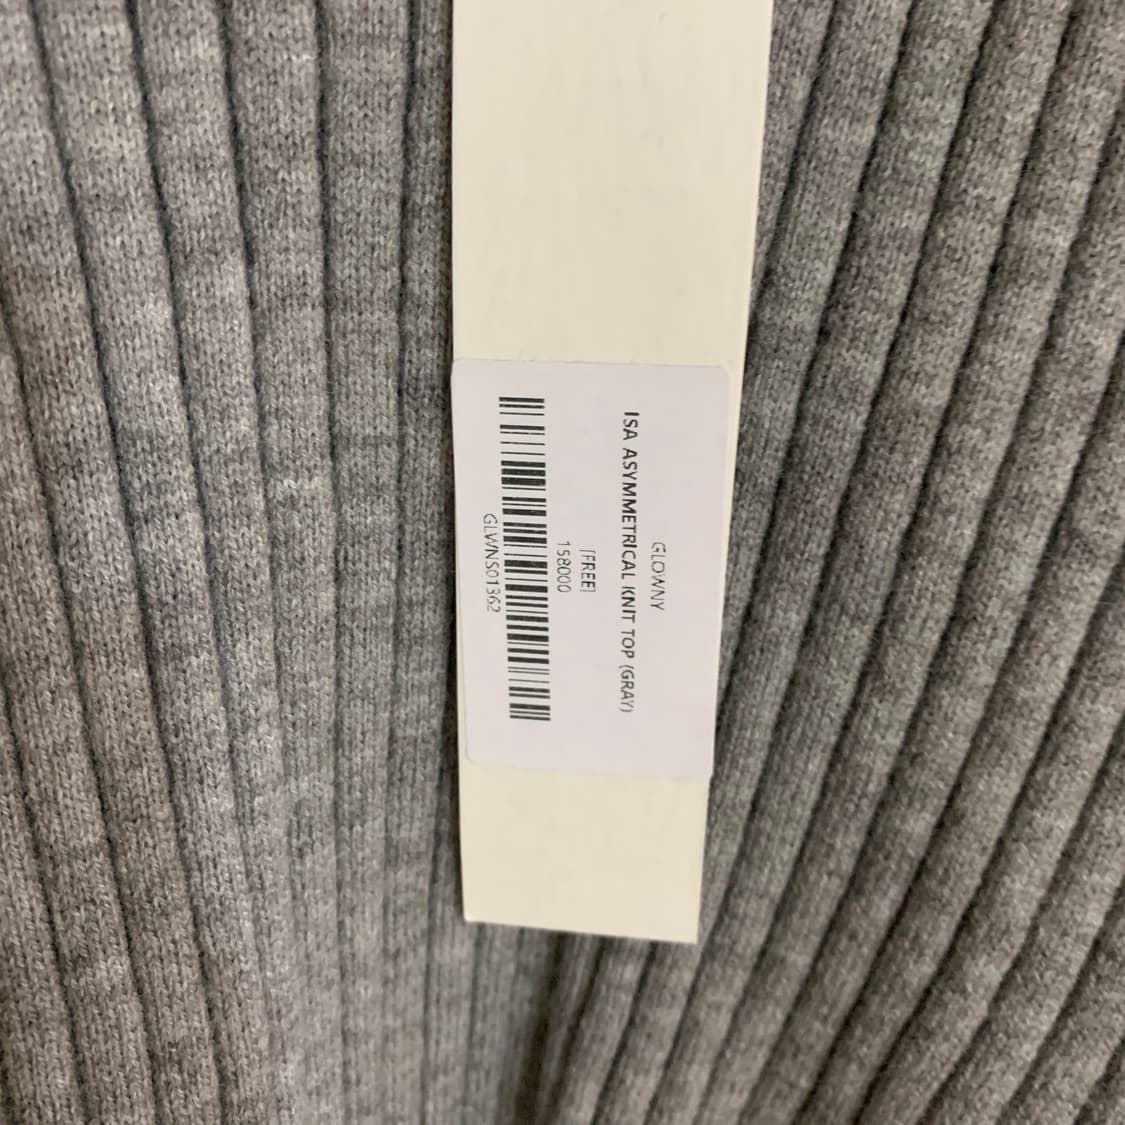 GLOWNY
ISA ASYMMETRICAL KNIT TOP (GRAY)
[FREE]
158000
GLWNS01362